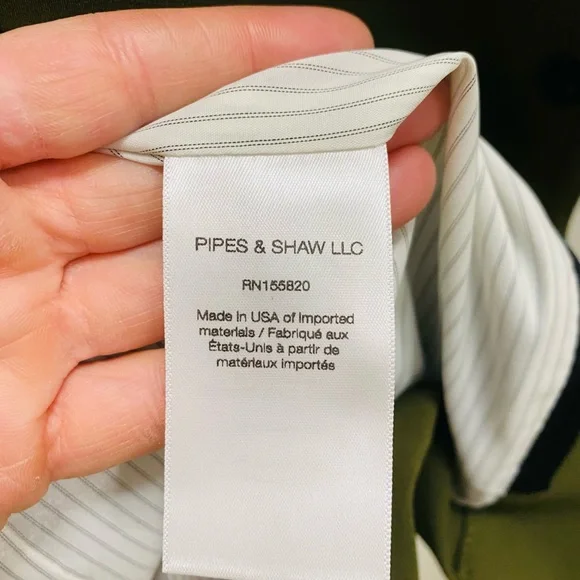 PIPES & SHAW LLC
RN155820
Made in USA of imported
materials / Fabriqué aux
États-Unis à partir de
matériaux importés